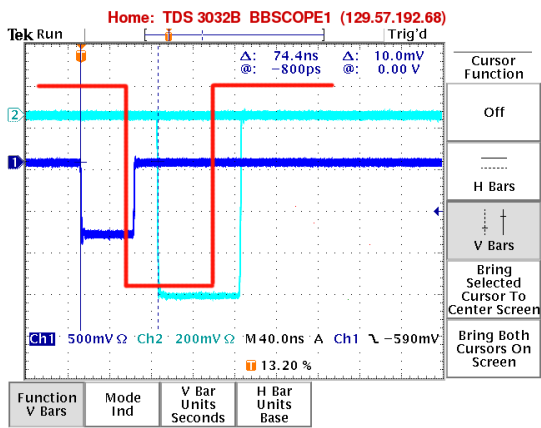 Home: TDS 3032B BBSCOPE1 (129.57.192.68)
Tek Run Trig'd
Δ: 74.4ns Δ: 10.0mV
@: −800ps @: 0.00 V
T
2
1
Ch1 500mV Ω Ch2 200mV Ω M 40.0ns A Ch1 −590mV
T 13.20 %
Cursor
Function
Off
H Bars
V Bars
Bring
Selected
Cursor To
Center Screen
Bring Both
Cursors On
Screen
Function
V Bars
Mode
Ind
V Bar
Units
Seconds
H Bar
Units
Base